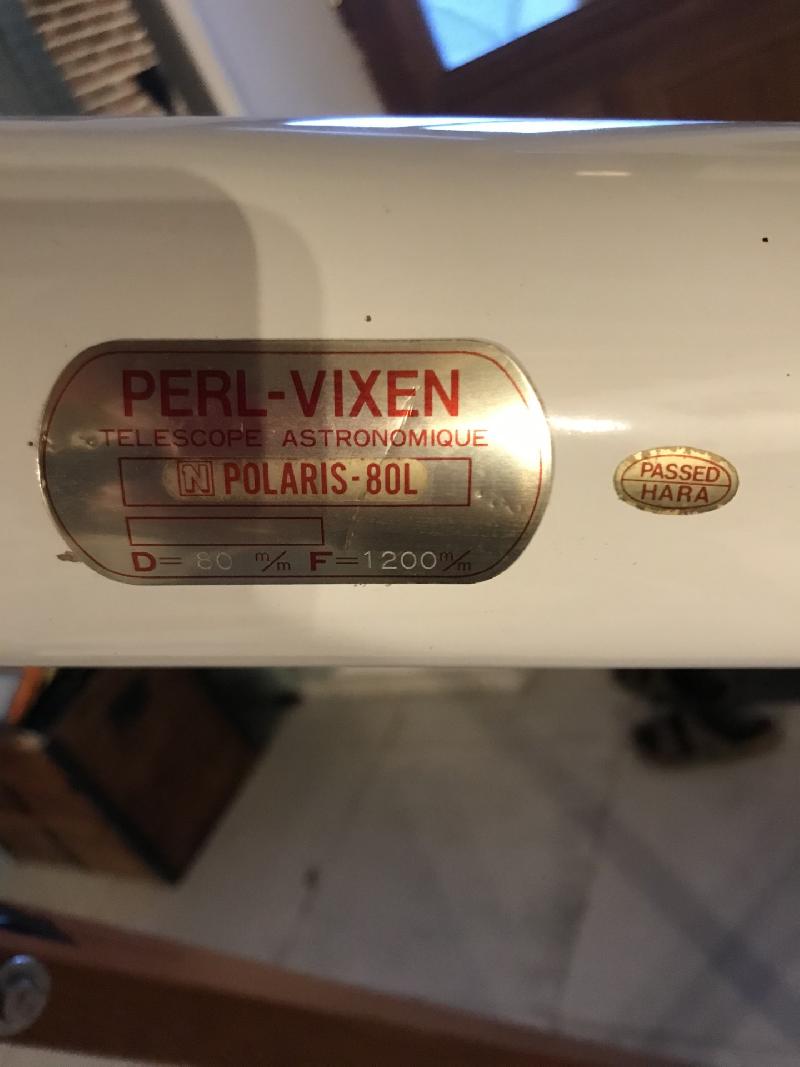 PERL-VIXEN
TELESCOPE ASTRONOMIQUE
N POLARIS-80L
D= 80 m/m F=1200m/m
PASSED
HARA